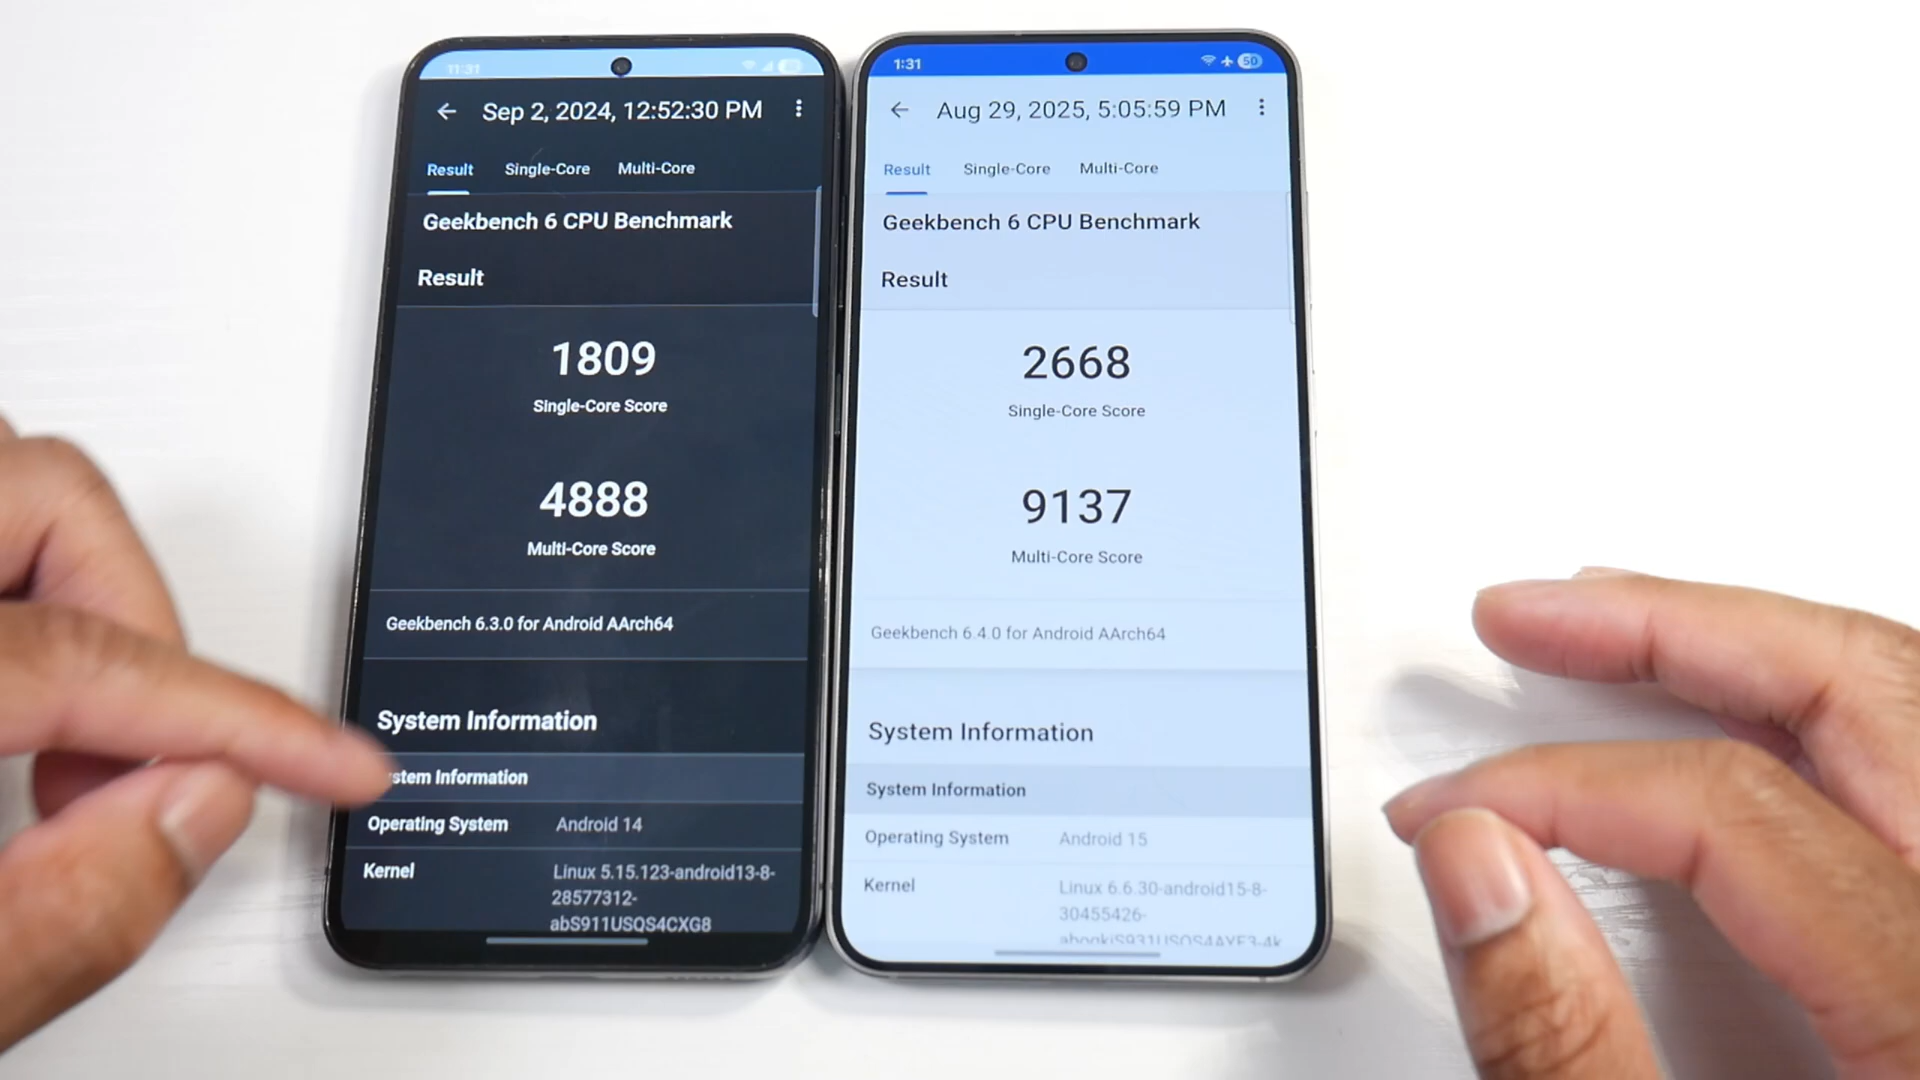 11:31
Sep 2, 2024, 12:52:30 PM
Result Single-Core Multi-Core
Geekbench 6 CPU Benchmark
Result
1809
Single-Core Score
4888
Multi-Core Score
Geekbench 6.3.0 for Android AArch64
System Information
stem Information
Operating System Android 14
Kernel Linux 5.15.123-android13-8-
28577312-
abS911USQS4CXG8
1:31 50
Aug 29, 2025, 5:05:59 PM
Result Single-Core Multi-Core
Geekbench 6 CPU Benchmark
Result
2668
Single-Core Score
9137
Multi-Core Score
Geekbench 6.4.0 for Android AArch64
System Information
System Information
Operating System Android 15
Kernel Linux 6.6.30-android15-8-
30455426-